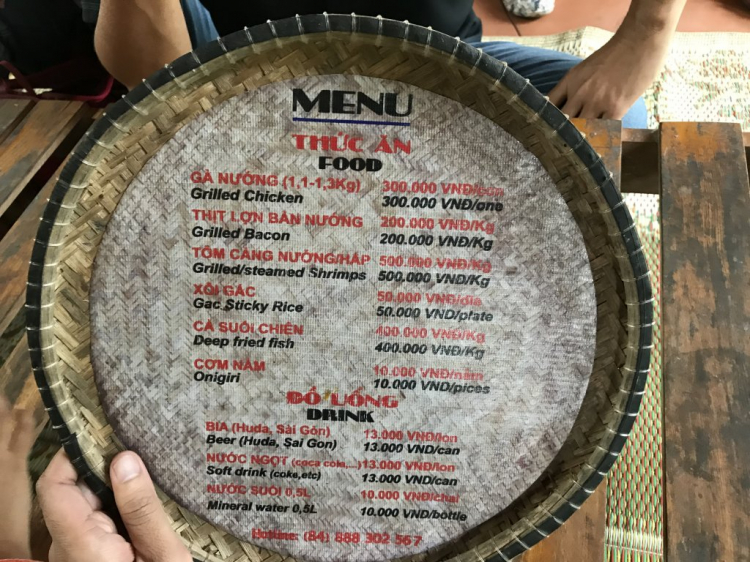 MENU
THỨC ĂN
FOOD
GÀ NƯỚNG (1,1-1,3Kg) 300,000 VNĐ/con
Grilled Chicken 300.000 VNĐ/one
THỊT LỢN BẢN NƯỚNG 200.000 VNĐ/Kg
Grilled Bacon 200.000 VNĐ/Kg
TÔM CÀNG NƯỚNG/HẤP 500.000 VNĐ/Kg
Grilled/steamed Shrimps 500.000 VNĐ/Kg
XÔI GẤC 50.000 VNĐ/đĩa
Gac Sticky Rice 50.000 VNĐ/plate
CÁ SUỐI CHIÊN 400.000 VNĐ/Kg
Deep fried fish 400.000 VNĐ/Kg
CƠM NẮM 10.000 VNĐ/nắm
Onigiri 10.000 VNĐ/pices
ĐỒ UỐNG
DRINK
BIA (Huda, Sài Gòn) 13.000 VNĐ/lon
Beer (Huda, Sai Gon) 13.000 VNĐ/can
NƯỚC NGỌT (coca cola,...) 13.000 VNĐ/lon
Soft drink (coke,etc) 13.000 VNĐ/can
NƯỚC SUỐI 0,5L 10.000 VNĐ/chai
Mineral water 0,5L 10.000 VNĐ/bottle
Hotline: (84) 888 302 567